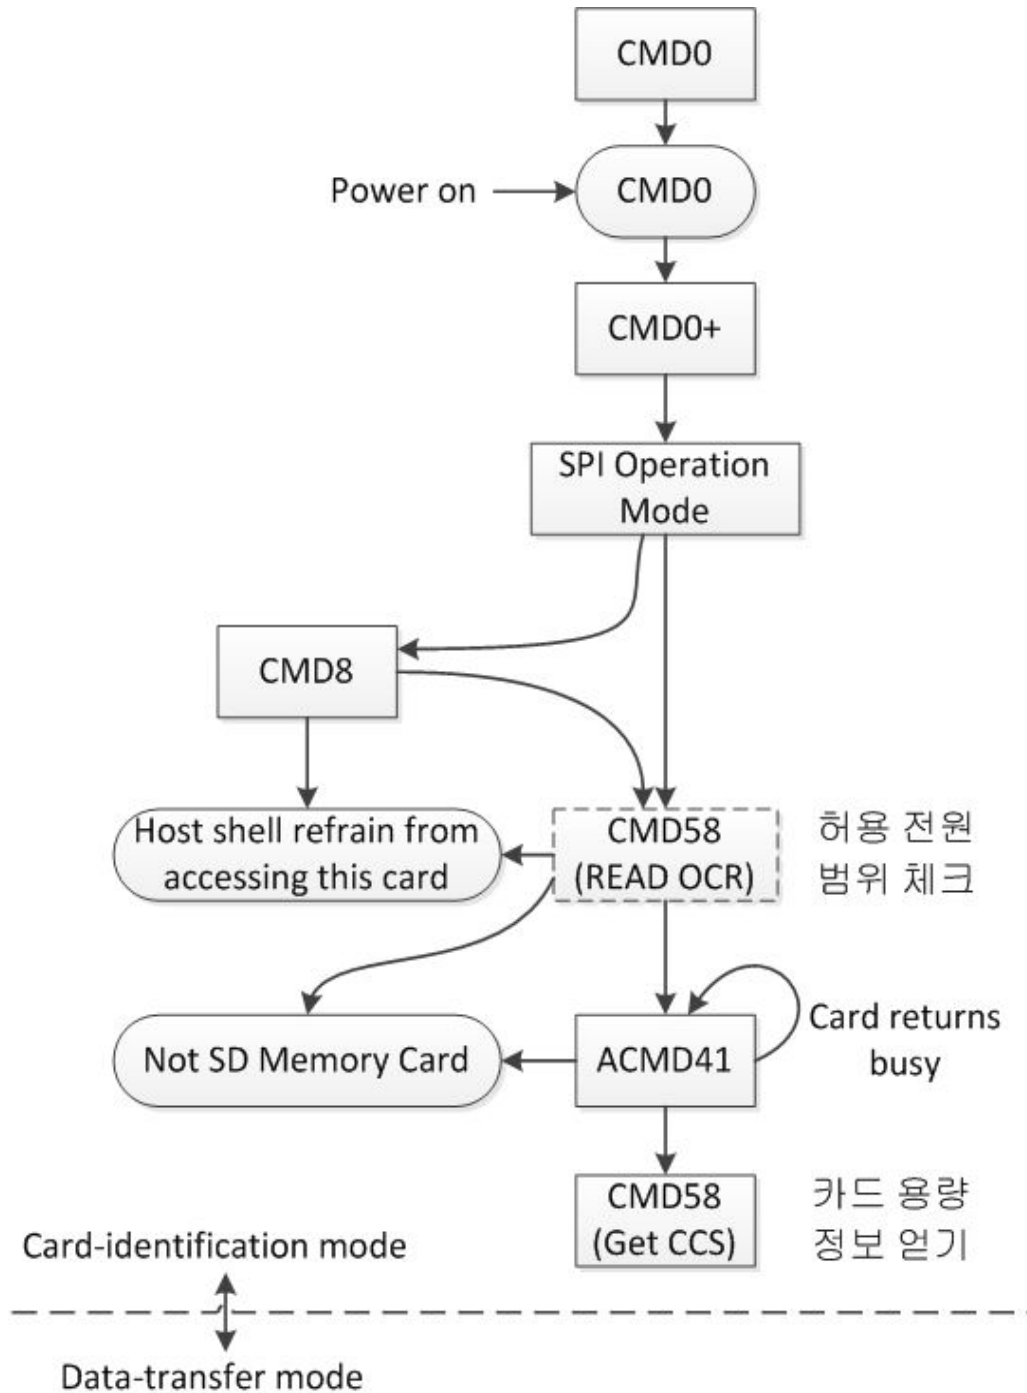 CMD0
Power on
CMD0
CMD0+
SPI Operation
Mode
CMD8
Host shell refrain from
accessing this card
CMD58
(READ OCR)
허용 전원
범위 체크
Not SD Memory Card
ACMD41
Card returns
busy
CMD58
(Get CCS)
카드 용량
정보 얻기
Card-identification mode
Data-transfer mode